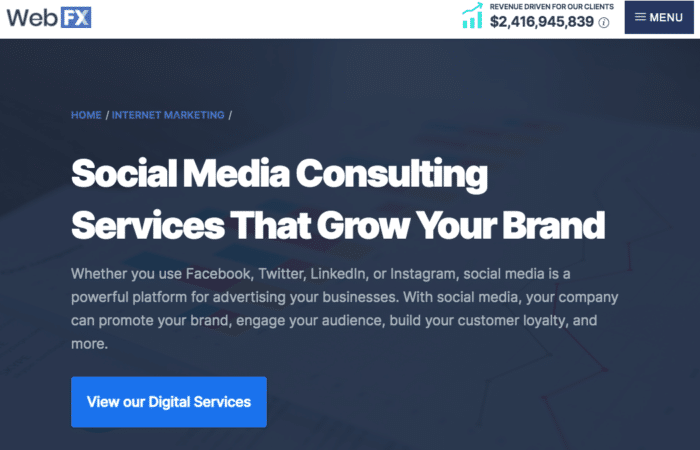 WebFX
REVENUE DRIVEN FOR OUR CLIENTS
$2,416,945,839
MENU
HOME / INTERNET MARKETING /
Social Media Consulting
Services That Grow Your Brand
Whether you use Facebook, Twitter, LinkedIn, or Instagram, social media is a
powerful platform for advertising your businesses. With social media, your company
can promote your brand, engage your audience, build your customer loyalty, and
more.
View our Digital Services